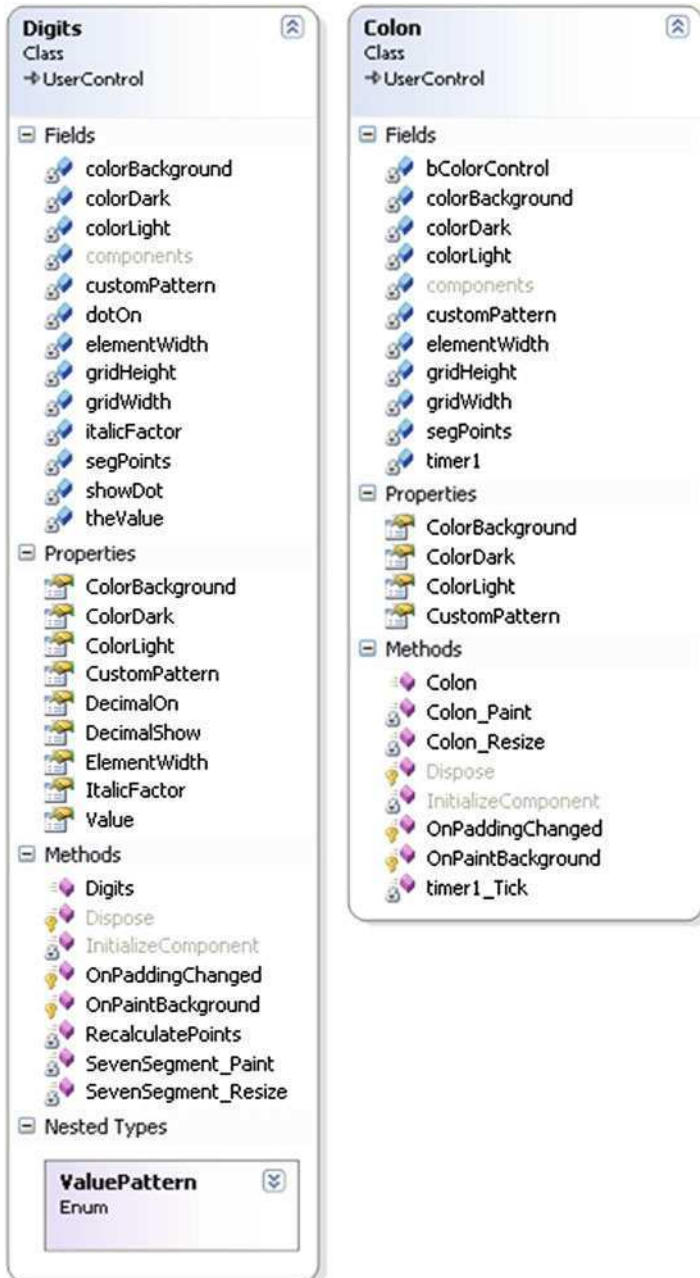 Digits
Class
UserControl
Fields
colorBackground
colorDark
colorLight
components
customPattern
dotOn
elementWidth
gridHeight
gridWidth
italicFactor
segPoints
showDot
theValue
Properties
ColorBackground
ColorDark
ColorLight
CustomPattern
DecimalOn
DecimalShow
ElementWidth
ItalicFactor
Value
Methods
Digits
Dispose
InitializeComponent
OnPaddingChanged
OnPaintBackground
RecalculatePoints
SevenSegment_Paint
SevenSegment_Resize
Nested Types
ValuePattern
Enum
Colon
Class
UserControl
Fields
bColorControl
colorBackground
colorDark
colorLight
components
customPattern
elementWidth
gridHeight
gridWidth
segPoints
timer1
Properties
ColorBackground
ColorDark
ColorLight
CustomPattern
Methods
Colon
Colon_Paint
Colon_Resize
Dispose
InitializeComponent
OnPaddingChanged
OnPaintBackground
timer1_Tick